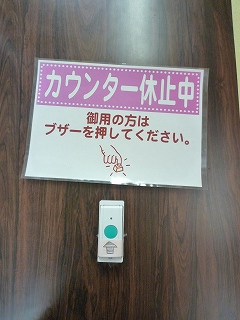 カウンター休止中
御用の方は
ブザーを押してください。